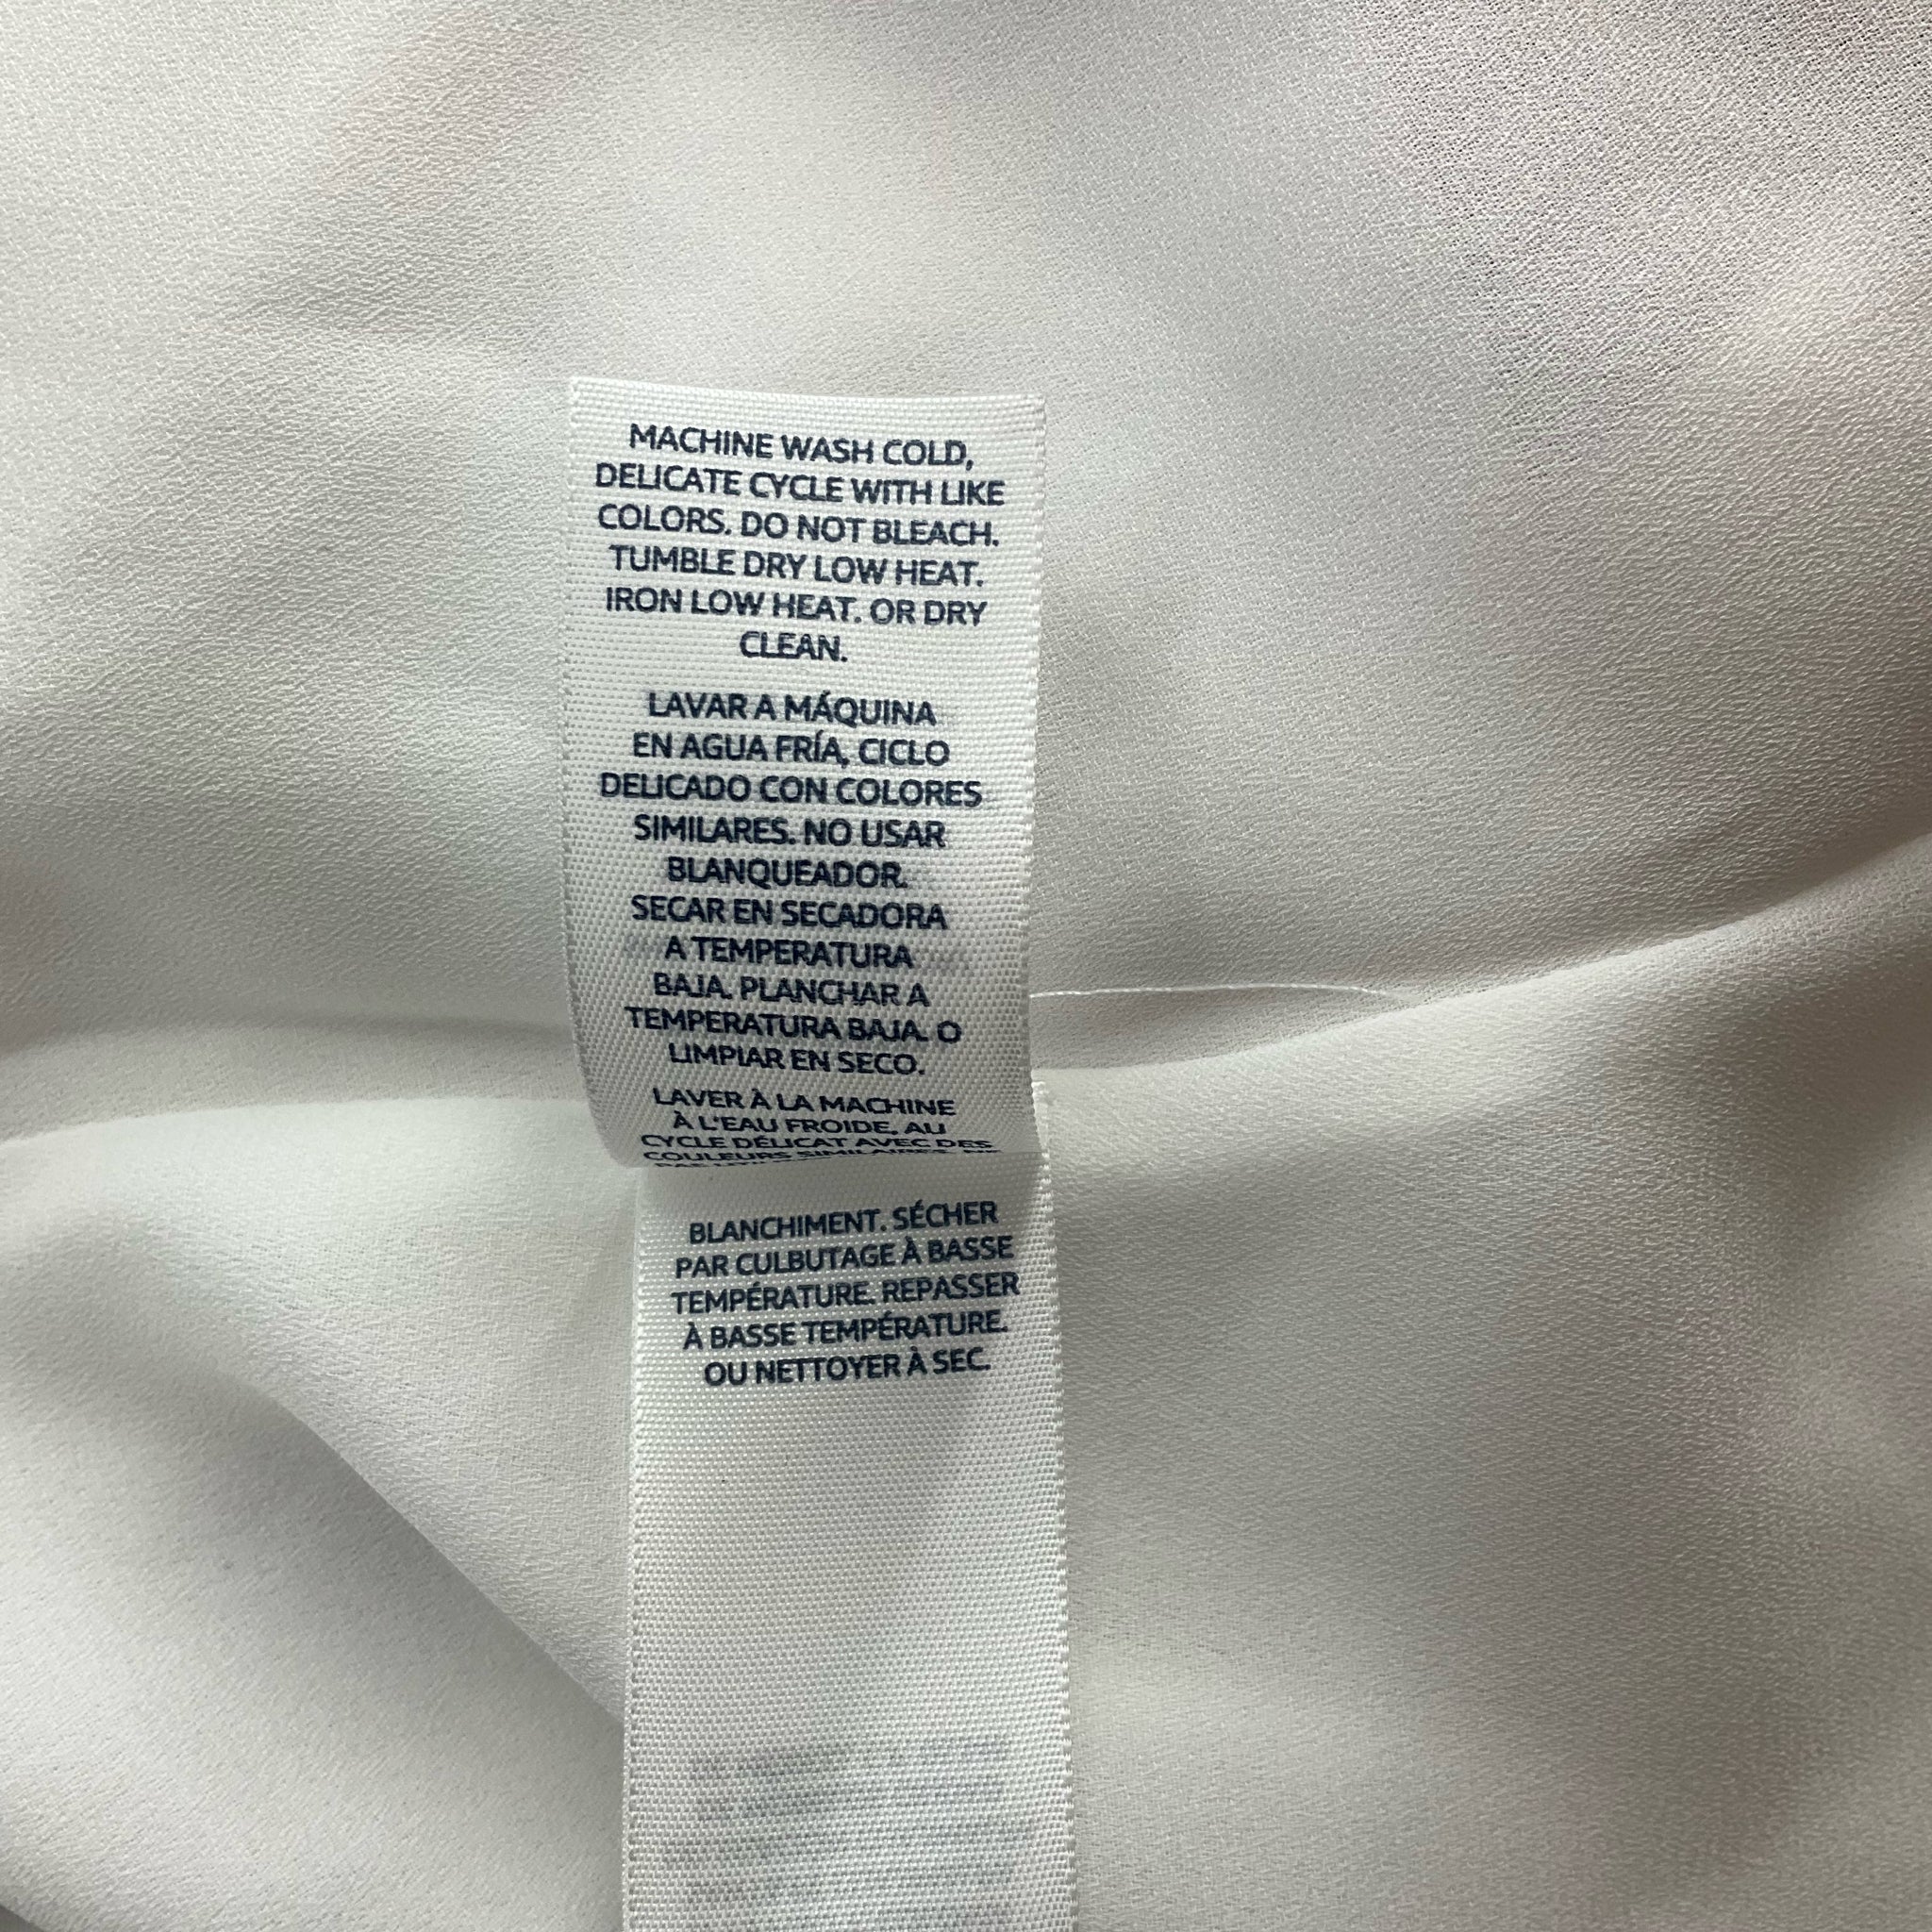 MACHINE WASH COLD,
DELICATE CYCLE WITH LIKE
COLORS. DO NOT BLEACH.
TUMBLE DRY LOW HEAT.
IRON LOW HEAT. OR DRY
CLEAN.
LAVAR A MÁQUINA
EN AGUA FRÍA, CICLO
DELICADO CON COLORES
SIMILARES. NO USAR
BLANQUEADOR.
SECAR EN SECADORA
A TEMPERATURA
BAJA. PLANCHAR A
TEMPERATURA BAJA. O
LIMPIAR EN SECO.
LAVER À LA MACHINE
À L'EAU FROIDE, AU
CYCLE DÉLICAT AVEC DES
COULEURS SIMILAIRES. NE
BLANCHIMENT. SÉCHER
PAR CULBUTAGE À BASSE
TEMPÉRATURE. REPASSER
À BASSE TEMPÉRATURE.
OU NETTOYER À SEC.